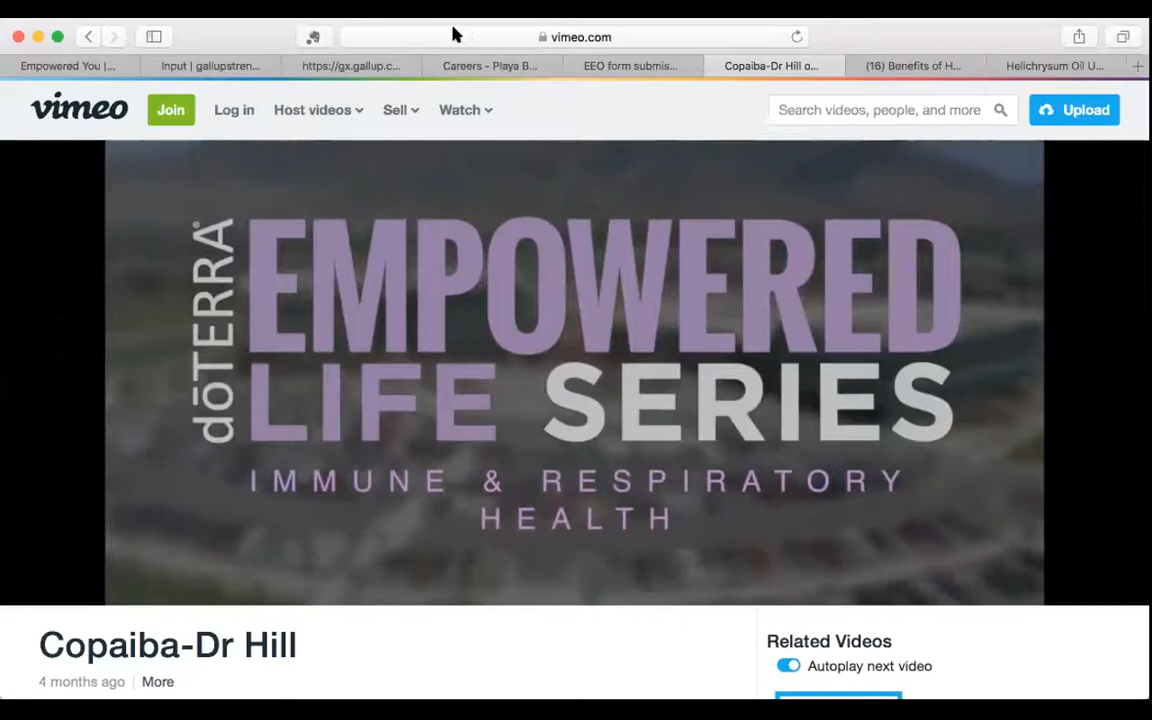 vimeo.com
Empowered You |...
Input | gallupstren...
https://gx.gallup.c...
Careers – Playa B...
EEO form submis...
Copaiba-Dr Hill o...
(16) Benefits of H...
Helichrysum Oil U...
vimeo
Join
Log in
Host videos
Sell
Watch
Search videos, people, and more
Upload
dōTERRA®
EMPOWERED
LIFE SERIES
IMMUNE & RESPIRATORY
HEALTH
Copaiba-Dr Hill
4 months ago | More
Related Videos
Autoplay next video